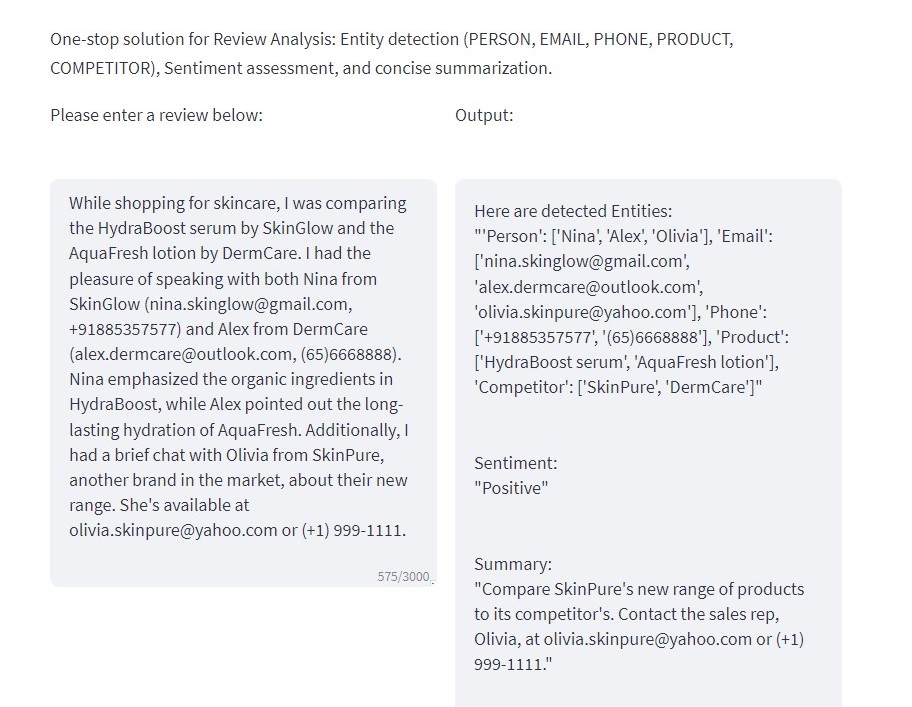 One-stop solution for Review Analysis: Entity detection (PERSON, EMAIL, PHONE, PRODUCT,
COMPETITOR), Sentiment assessment, and concise summarization.
Please enter a review below:
Output:
While shopping for skincare, I was comparing
the HydraBoost serum by SkinGlow and the
AquaFresh lotion by DermCare. I had the
pleasure of speaking with both Nina from
SkinGlow (nina.skinglow@gmail.com,
+91885357577) and Alex from DermCare
(alex.dermcare@outlook.com, (65)6668888).
Nina emphasized the organic ingredients in
HydraBoost, while Alex pointed out the long-
lasting hydration of AquaFresh. Additionally, I
had a brief chat with Olivia from SkinPure,
another brand in the market, about their new
range. She's available at
olivia.skinpure@yahoo.com or (+1) 999-1111.
575/3000
Here are detected Entities:
"'Person': ['Nina', 'Alex', 'Olivia'], 'Email':
['nina.skinglow@gmail.com',
'alex.dermcare@outlook.com',
'olivia.skinpure@yahoo.com'], 'Phone':
['+91885357577', '(65)6668888'], 'Product':
['HydraBoost serum', 'AquaFresh lotion'],
'Competitor': ['SkinPure', 'DermCare']"
Sentiment:
"Positive"
Summary:
"Compare SkinPure's new range of products
to its competitor's. Contact the sales rep,
Olivia, at olivia.skinpure@yahoo.com or (+1)
999-1111."